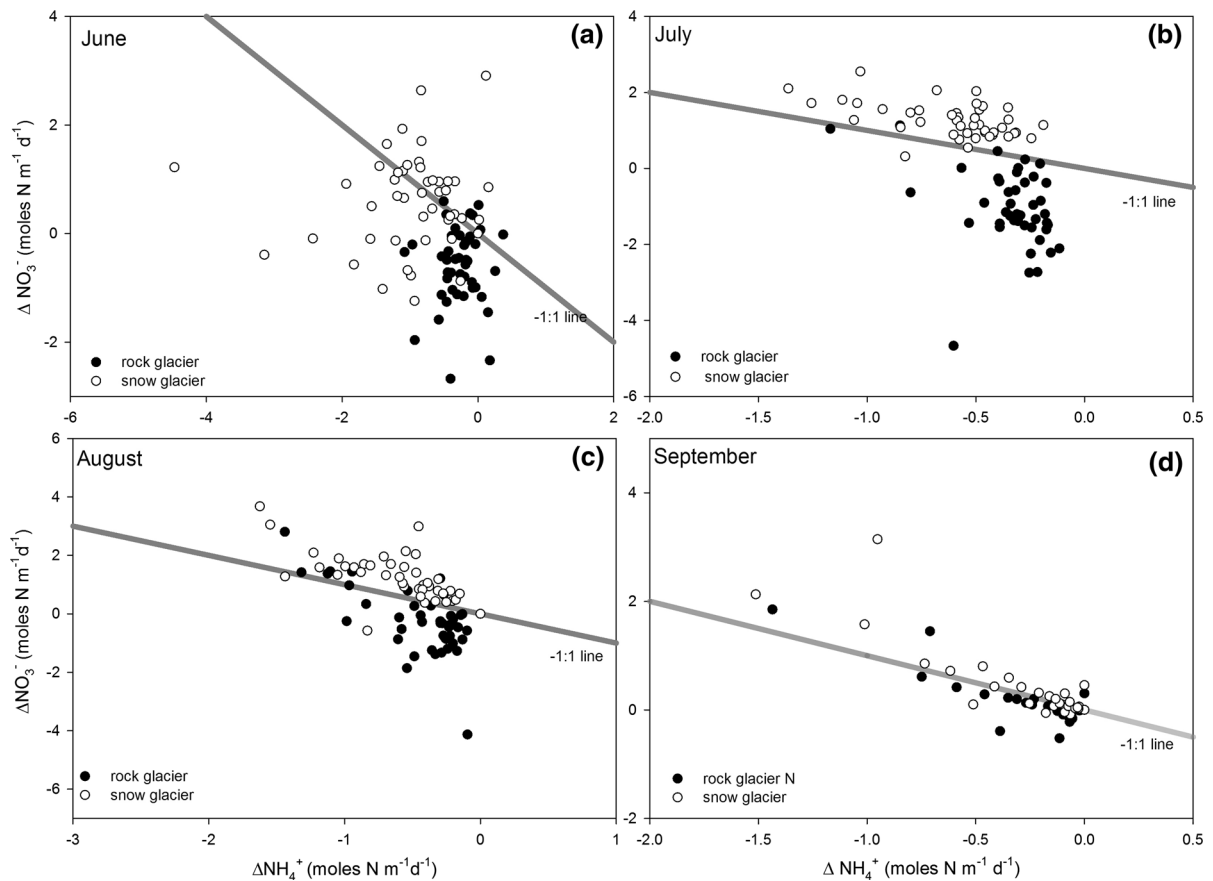 June
(a)
4
2
0
-2
Δ NO₃⁻ (moles N m⁻¹ d⁻¹)
-1:1 line
rock glacier
snow glacier
-6
-4
-2
0
2
July
(b)
4
2
0
-2
-4
-6
-1:1 line
rock glacier
snow glacier
-2.0
-1.5
-1.0
-0.5
0.0
0.5
August
(c)
6
4
2
0
-2
-4
-6
ΔNO₃⁻ (moles N m⁻¹d⁻¹)
-1:1 line
rock glacier
snow glacier
-3
-2
-1
0
1
ΔNH₄⁺ (moles N m⁻¹d⁻¹)
September
(d)
4
2
0
-2
-1:1 line
rock glacier N
snow glacier
-2.0
-1.5
-1.0
-0.5
0.0
0.5
Δ NH₄⁺ (moles N m⁻¹d⁻¹)